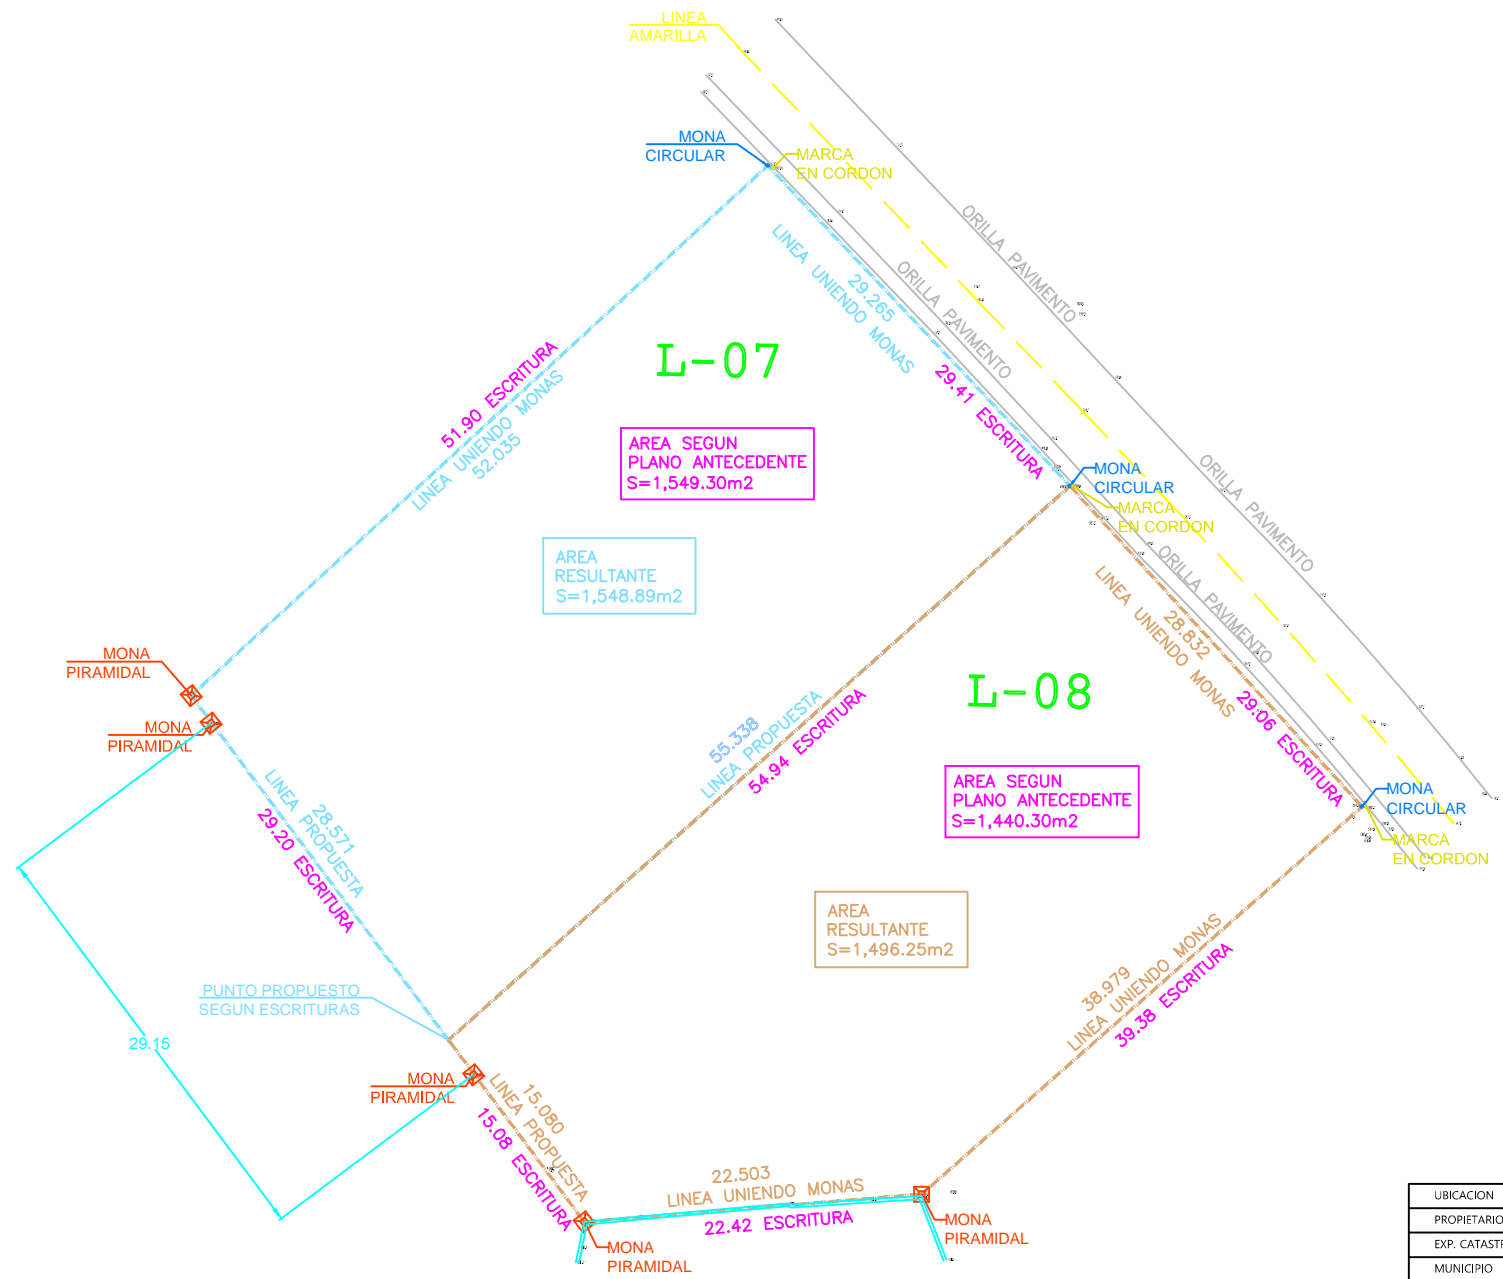 LINEA
AMARILLA
MONA
CIRCULAR
MARCA
EN CORDON
ORILLA PAVIMENTO
ORILLA PAVIMENTO
29.265
LINEA UNIENDO MONAS
29.41 ESCRITURA
L-07
51.90 ESCRITURA
LINEA UNIENDO MONAS
52.035
AREA SEGUN
PLANO ANTECEDENTE
S=1,549.30m2
AREA
RESULTANTE
S=1,548.89m2
MONA
CIRCULAR
MARCA
EN CORDON
ORILLA PAVIMENTO
ORILLA PAVIMENTO
28.832
LINEA UNIENDO MONAS
29.06 ESCRITURA
MONA
PIRAMIDAL
MONA
PIRAMIDAL
L-08
55.338
LINEA PROPUESTA
54.94 ESCRITURA
AREA SEGUN
PLANO ANTECEDENTE
S=1,440.30m2
MONA
CIRCULAR
MARCA
EN CORDON
28.571
LINEA PROPUESTA
29.20 ESCRITURA
AREA
RESULTANTE
S=1,496.25m2
38.979
LINEA UNIENDO MONAS
39.38 ESCRITURA
PUNTO PROPUESTO
SEGUN ESCRITURAS
29.15
MONA
PIRAMIDAL
15.080
LINEA PROPUESTA
15.08 ESCRITURA
22.503
LINEA UNIENDO MONAS
22.42 ESCRITURA
MONA
PIRAMIDAL
MONA
PIRAMIDAL
UBICACION
PROPIETARIO
EXP. CATAST
MUNICIPIO